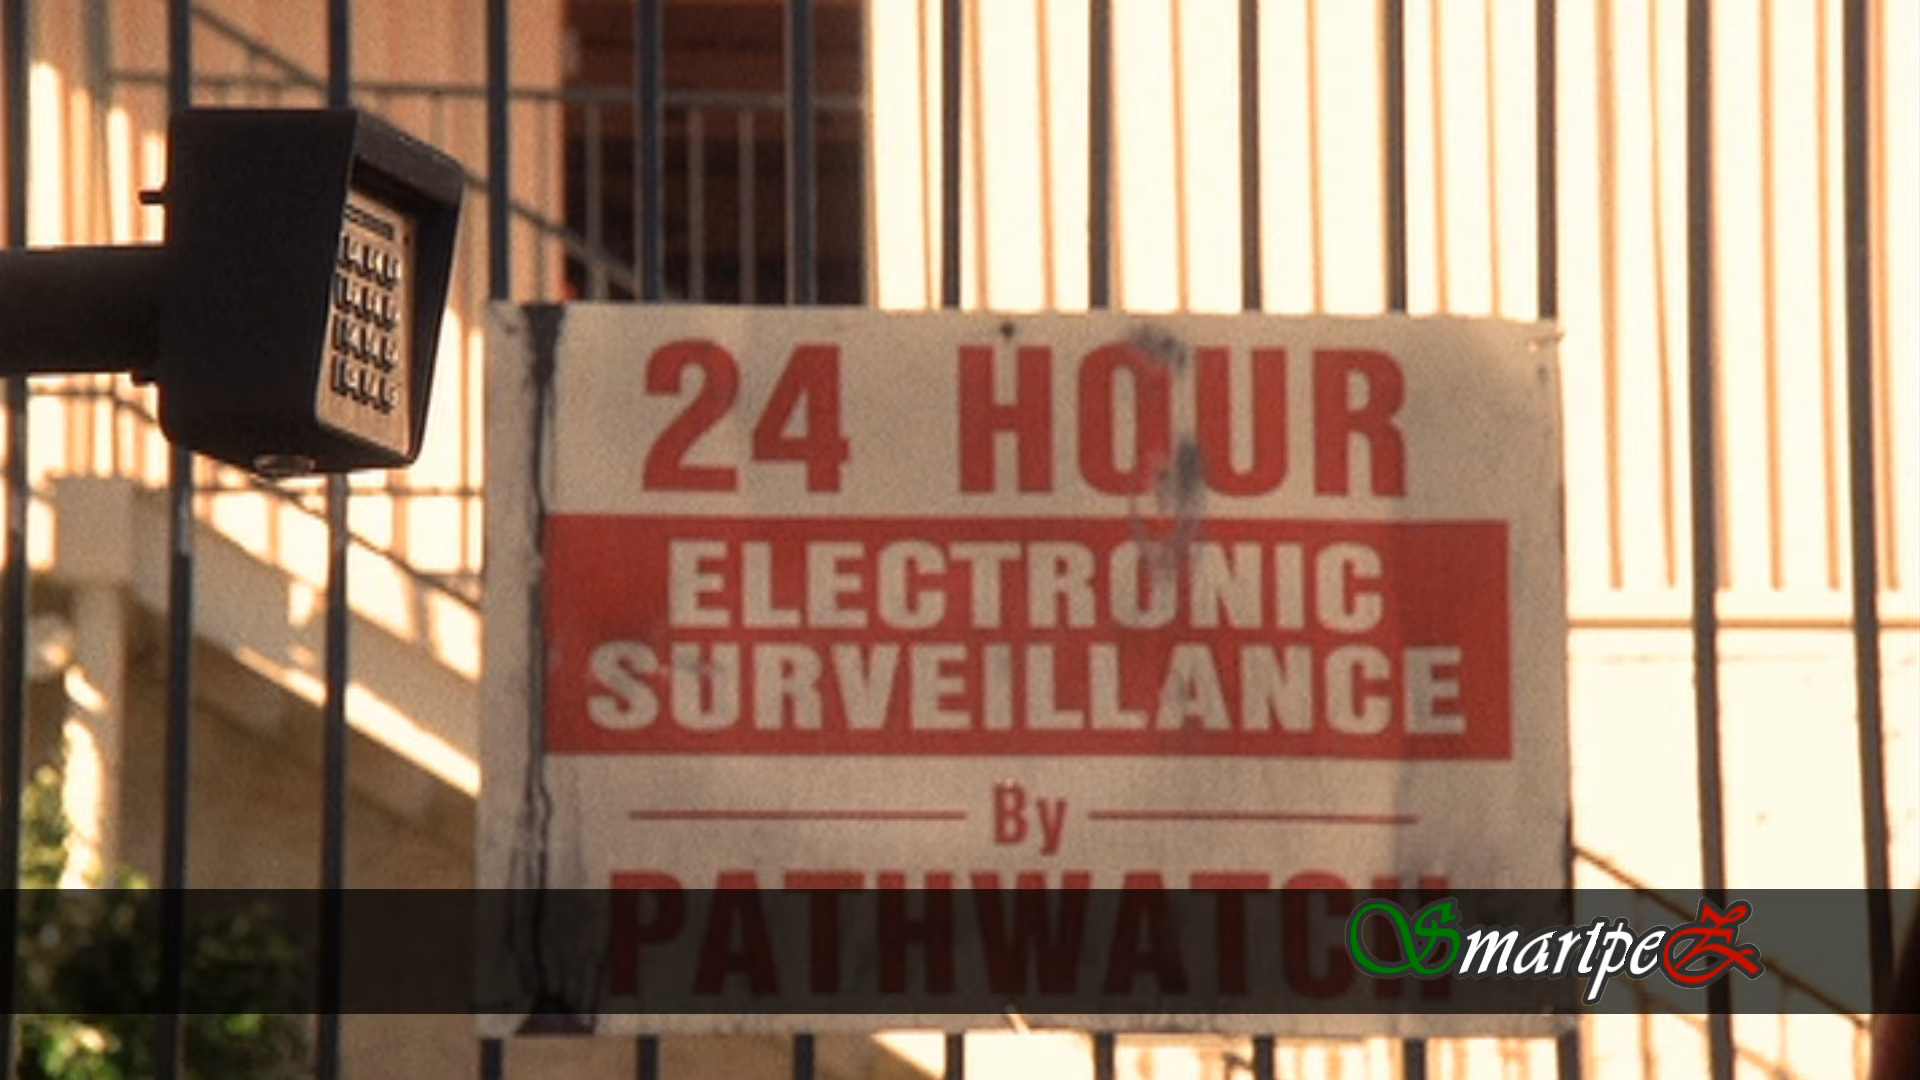 24 HOUR
ELECTRONIC
SURVEILLANCE
By
PATHWATCH
SmartpeZ